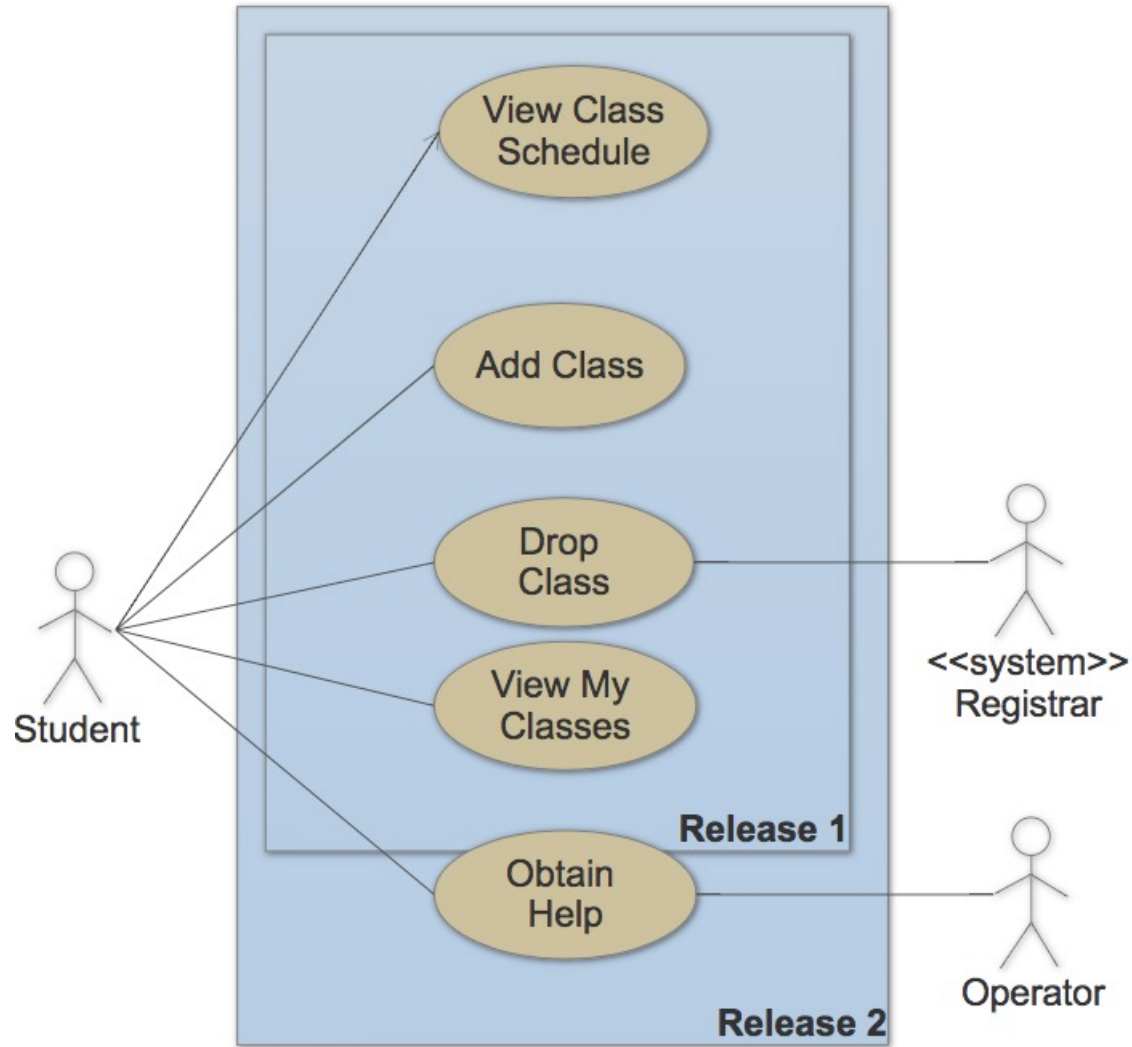 View Class
Schedule
Add Class
Drop
Class
View My
Classes
Obtain
Help
Release 1
Release 2
Student
<<system>>
Registrar
Operator